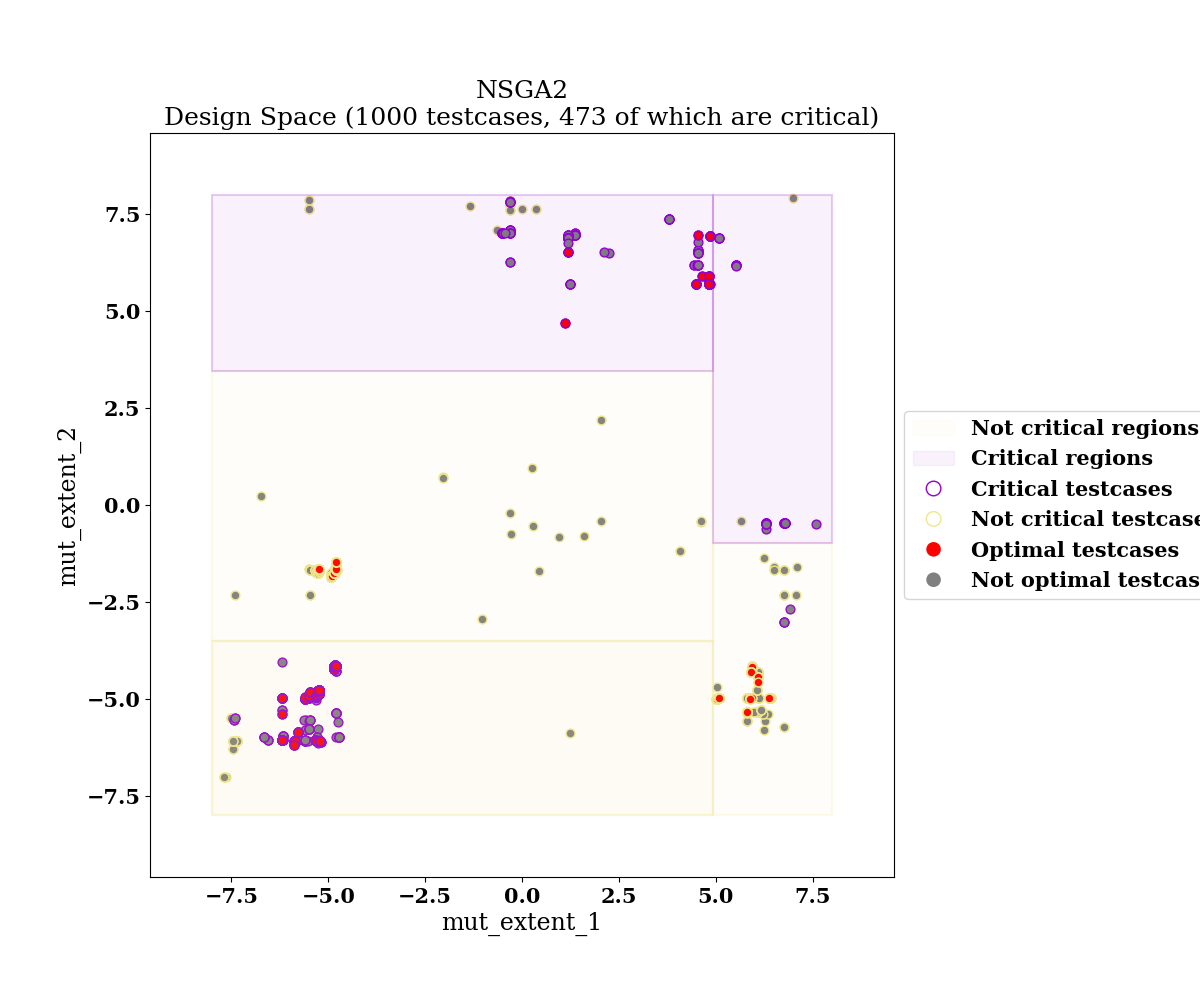 NSGA2
Design Space (1000 testcases, 473 of which are critical)
mut_extent_2
7.5
5.0
2.5
0.0
−2.5
−5.0
−7.5
−7.5
−5.0
−2.5
0.0
2.5
5.0
7.5
mut_extent_1
Not critical regions
Critical regions
Critical testcases
Not critical testcase
Optimal testcases
Not optimal testcas